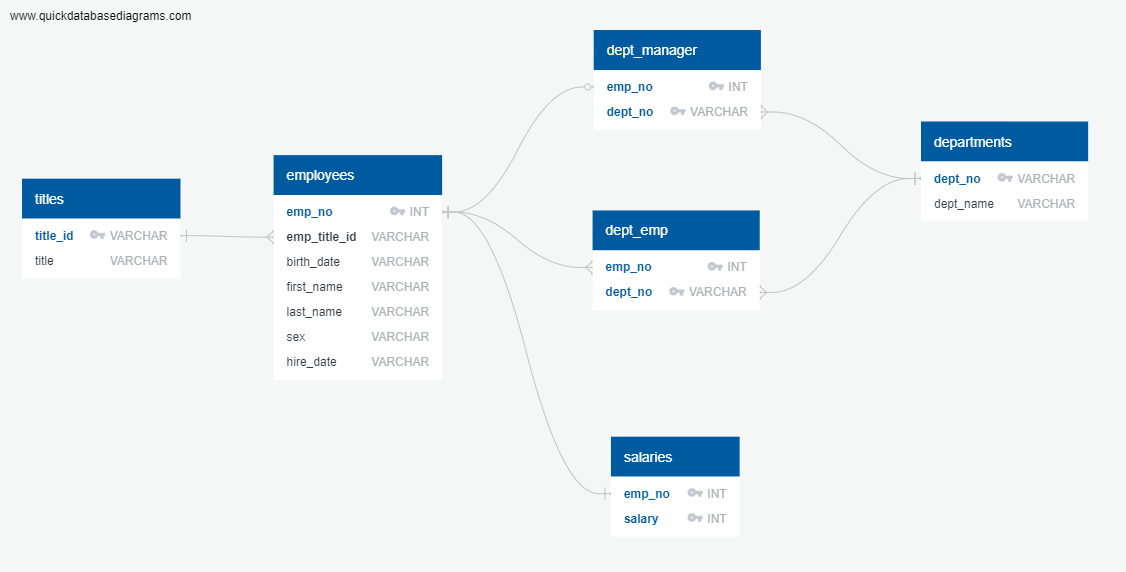 www.quickdatabasediagrams.com
titles
title_id VARCHAR
title VARCHAR
employees
emp_no INT
emp_title_id VARCHAR
birth_date VARCHAR
first_name VARCHAR
last_name VARCHAR
sex VARCHAR
hire_date VARCHAR
dept_manager
emp_no INT
dept_no VARCHAR
dept_emp
emp_no INT
dept_no VARCHAR
salaries
emp_no INT
salary INT
departments
dept_no VARCHAR
dept_name VARCHAR